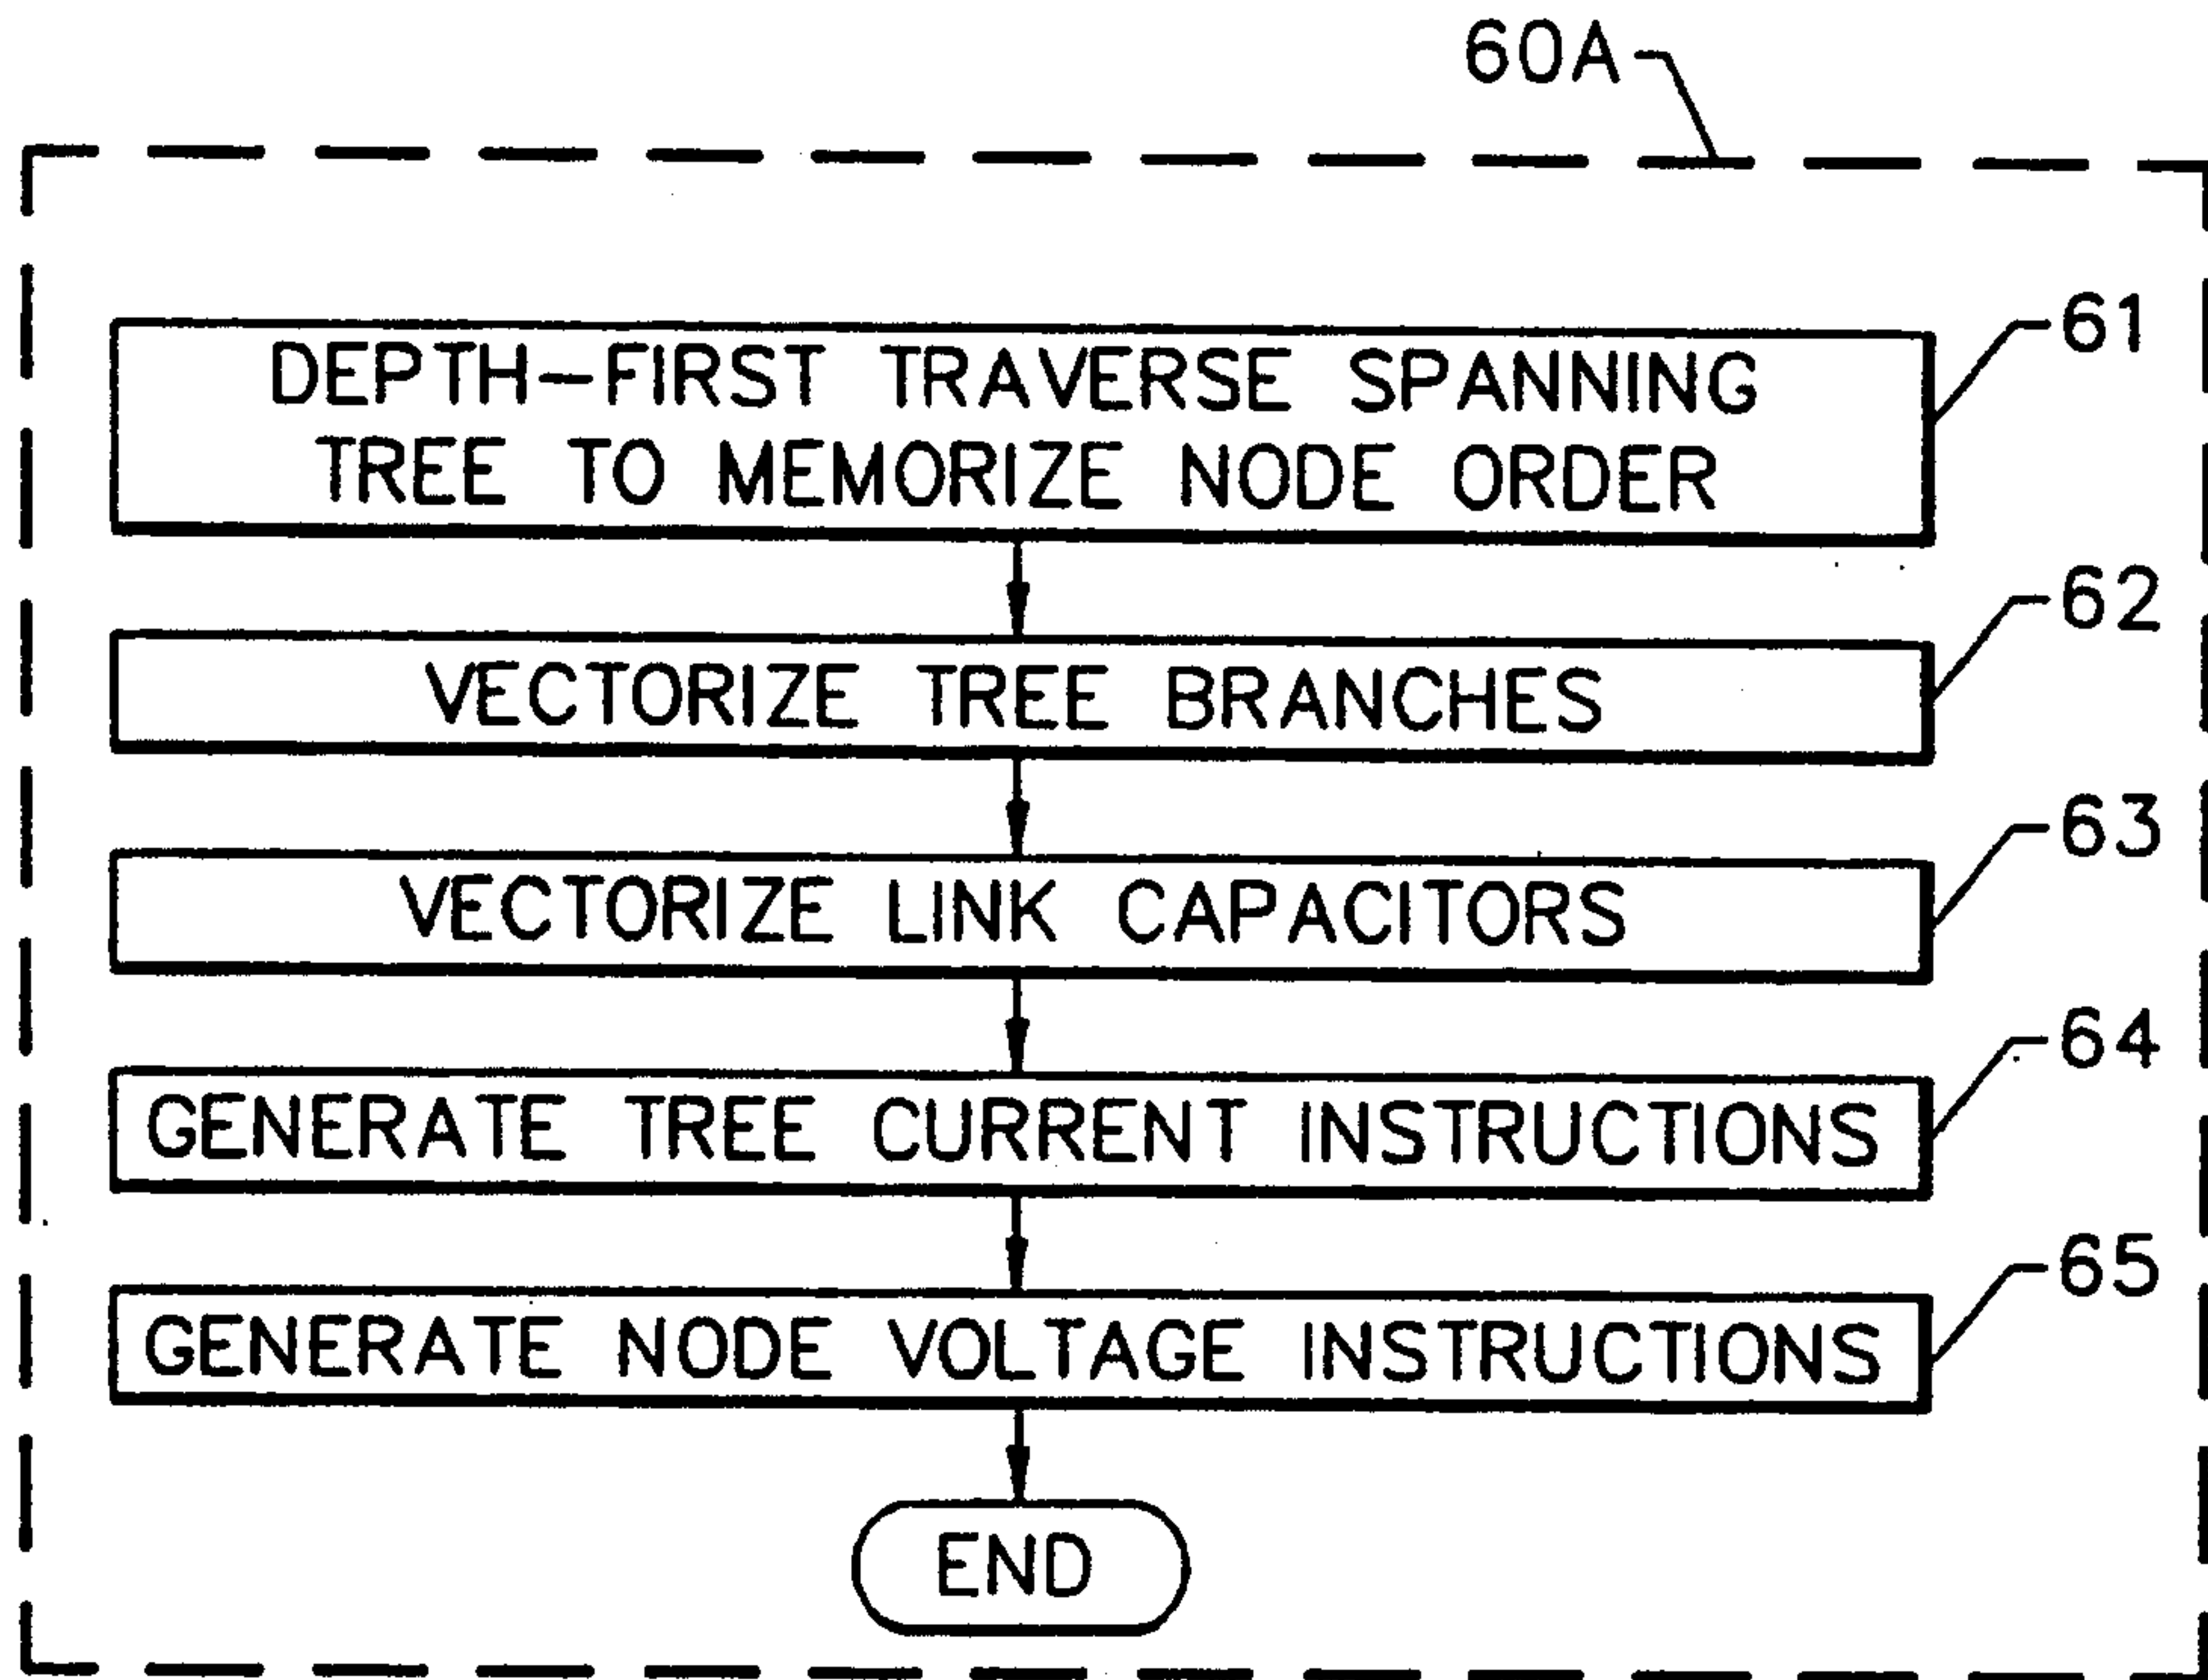 60A
DEPTH-FIRST TRAVERSE SPANNING
TREE TO MEMORIZE NODE ORDER
61
VECTORIZE TREE BRANCHES
62
VECTORIZE LINK CAPACITORS
63
GENERATE TREE CURRENT INSTRUCTIONS
64
GENERATE NODE VOLTAGE INSTRUCTIONS
65
END